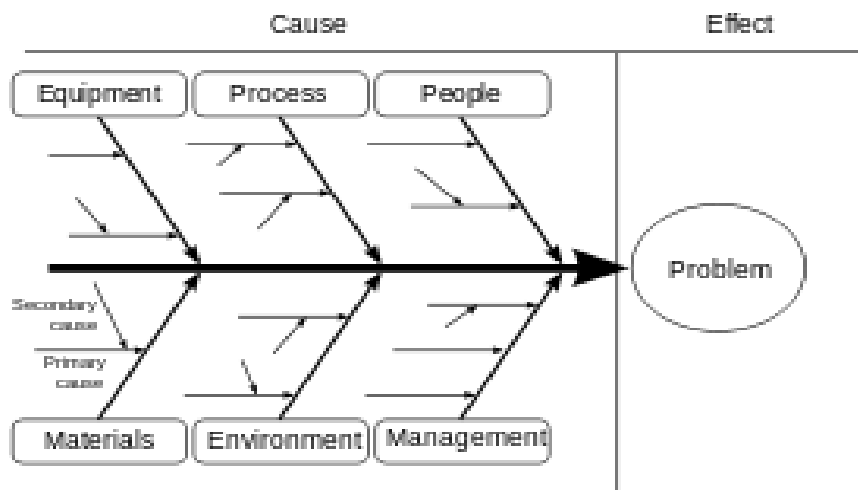 Cause
Effect
Equipment
Process
People
Problem
Secondary
cause
Primary
cause
Materials
Environment
Management